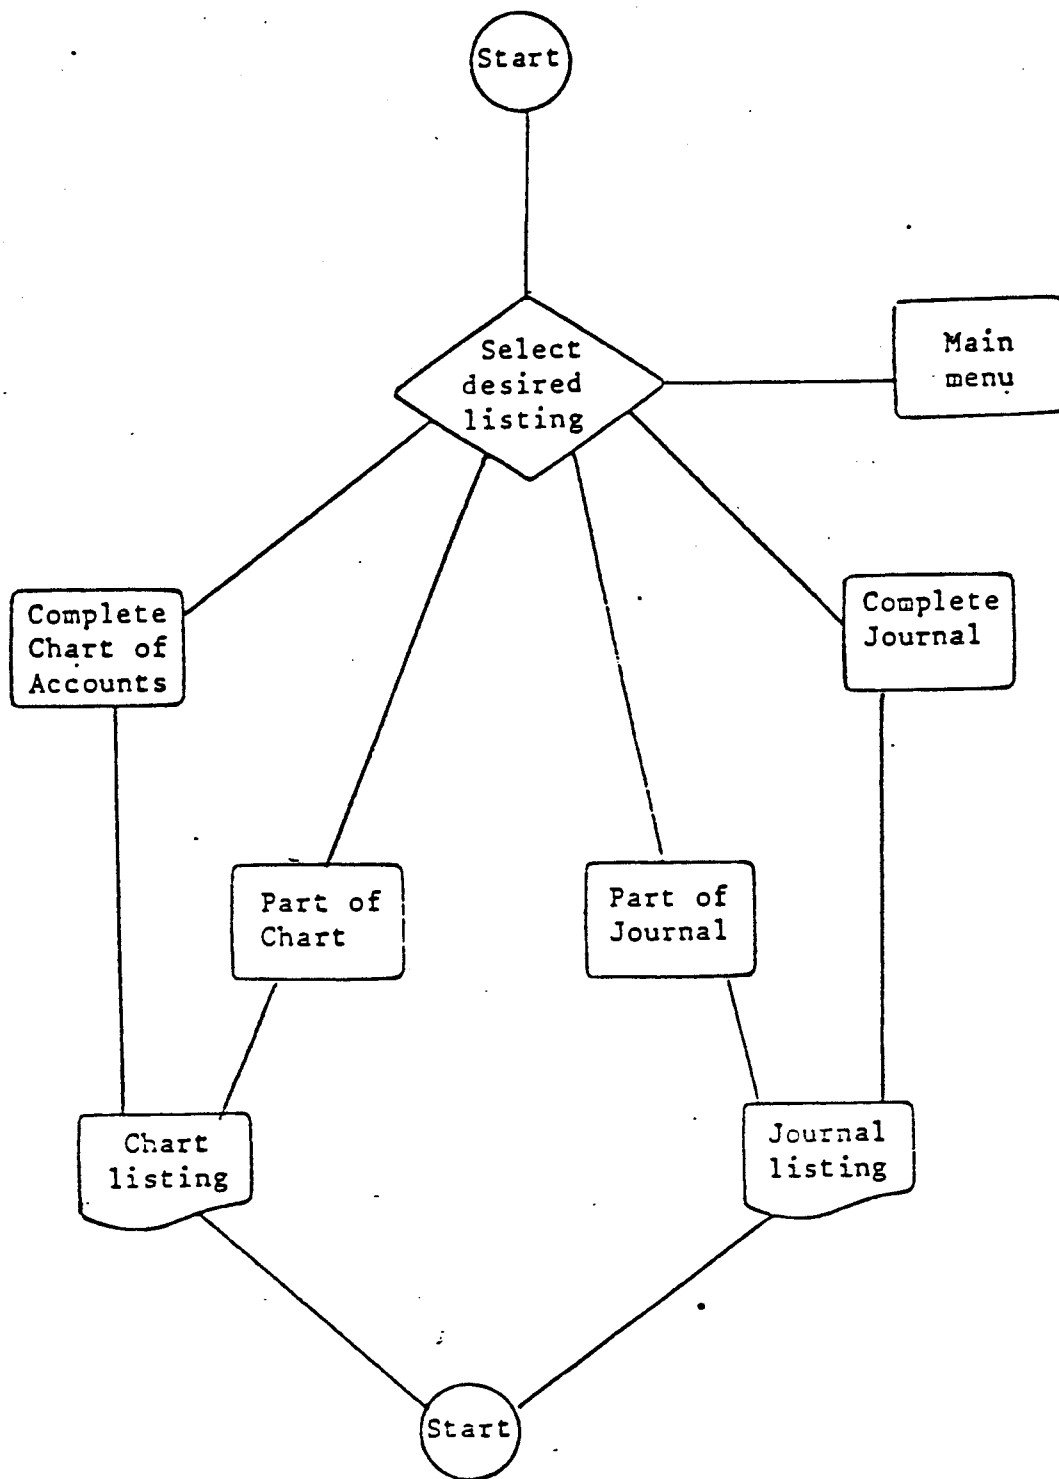 Start
Select
desired
listing
Main
menu
Complete
Chart of
Accounts
Complete
Journal
Part of
Chart
Part of
Journal
Chart
listing
Journal
listing
Start